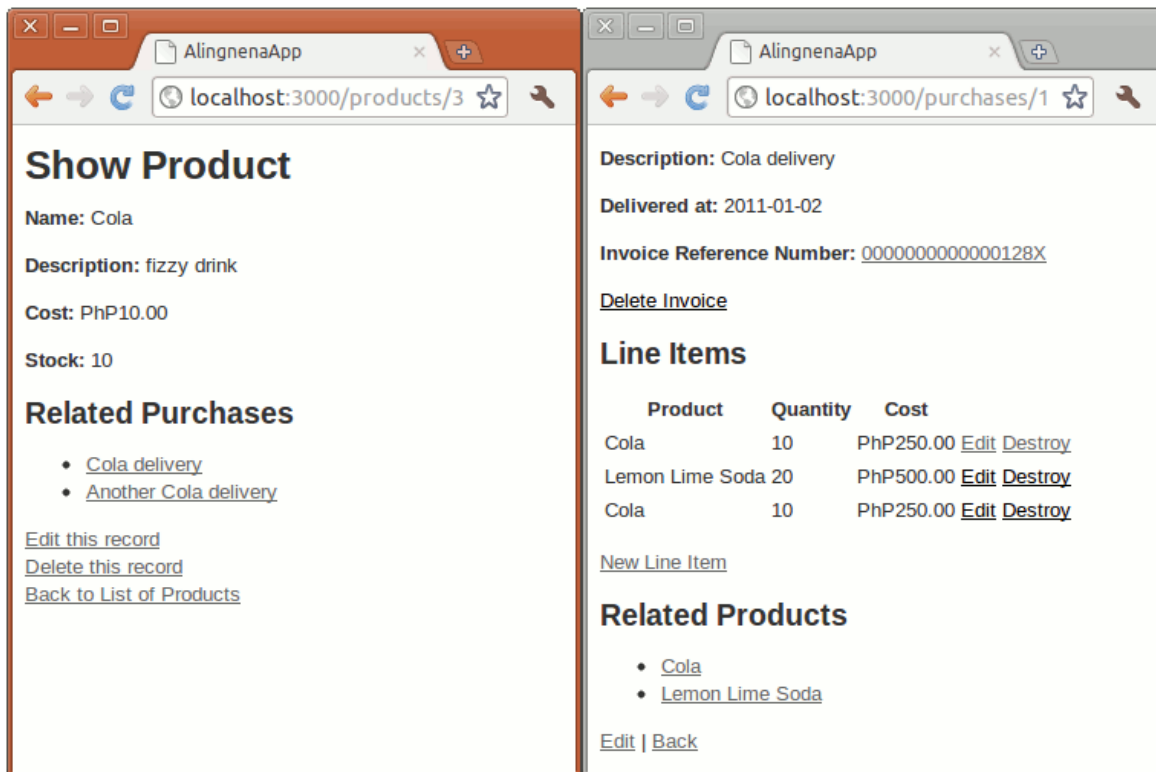 AlingnenaApp
localhost:3000/products/3
Show Product
Name: Cola
Description: fizzy drink
Cost: PhP10.00
Stock: 10
Related Purchases
Cola delivery
Another Cola delivery
Edit this record
Delete this record
Back to List of Products
AlingnenaApp
localhost:3000/purchases/1
Description: Cola delivery
Delivered at: 2011-01-02
Invoice Reference Number: 0000000000000128X
Delete Invoice
Line Items
Product Quantity Cost
Cola 10 PhP250.00 Edit Destroy
Lemon Lime Soda 20 PhP500.00 Edit Destroy
Cola 10 PhP250.00 Edit Destroy
New Line Item
Related Products
Cola
Lemon Lime Soda
Edit | Back